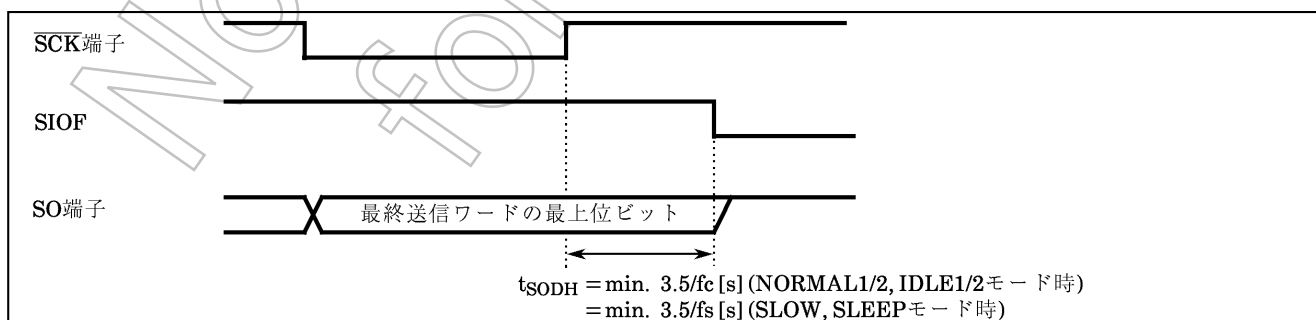 SCK端子
SIOF
SO端子
最終送信ワードの最上位ビット
tSODH = min. 3.5/fc [s] (NORMAL1/2, IDLE1/2モード時)
= min. 3.5/fs [s] (SLOW, SLEEPモード時)
No
for